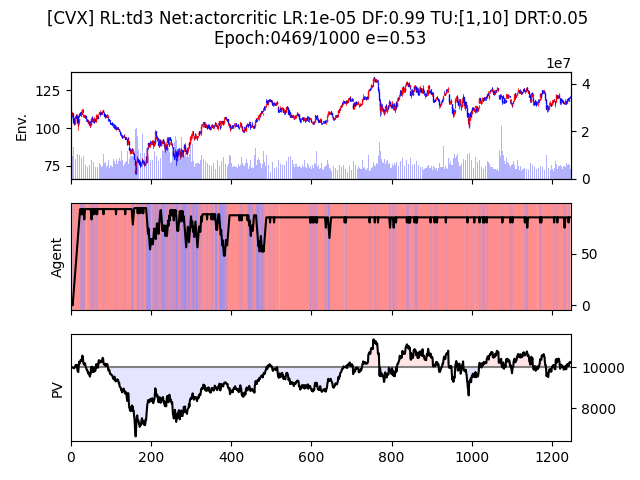 [CVX] RL:td3 Net:actorcritic LR:1e-05 DF:0.99 TU:[1,10] DRT:0.05
Epoch:0469/1000 e=0.53
1e7
125
100
75
Env.
4
2
0
Agent
50
0
PV
10000
8000
0
200
400
600
800
1000
1200